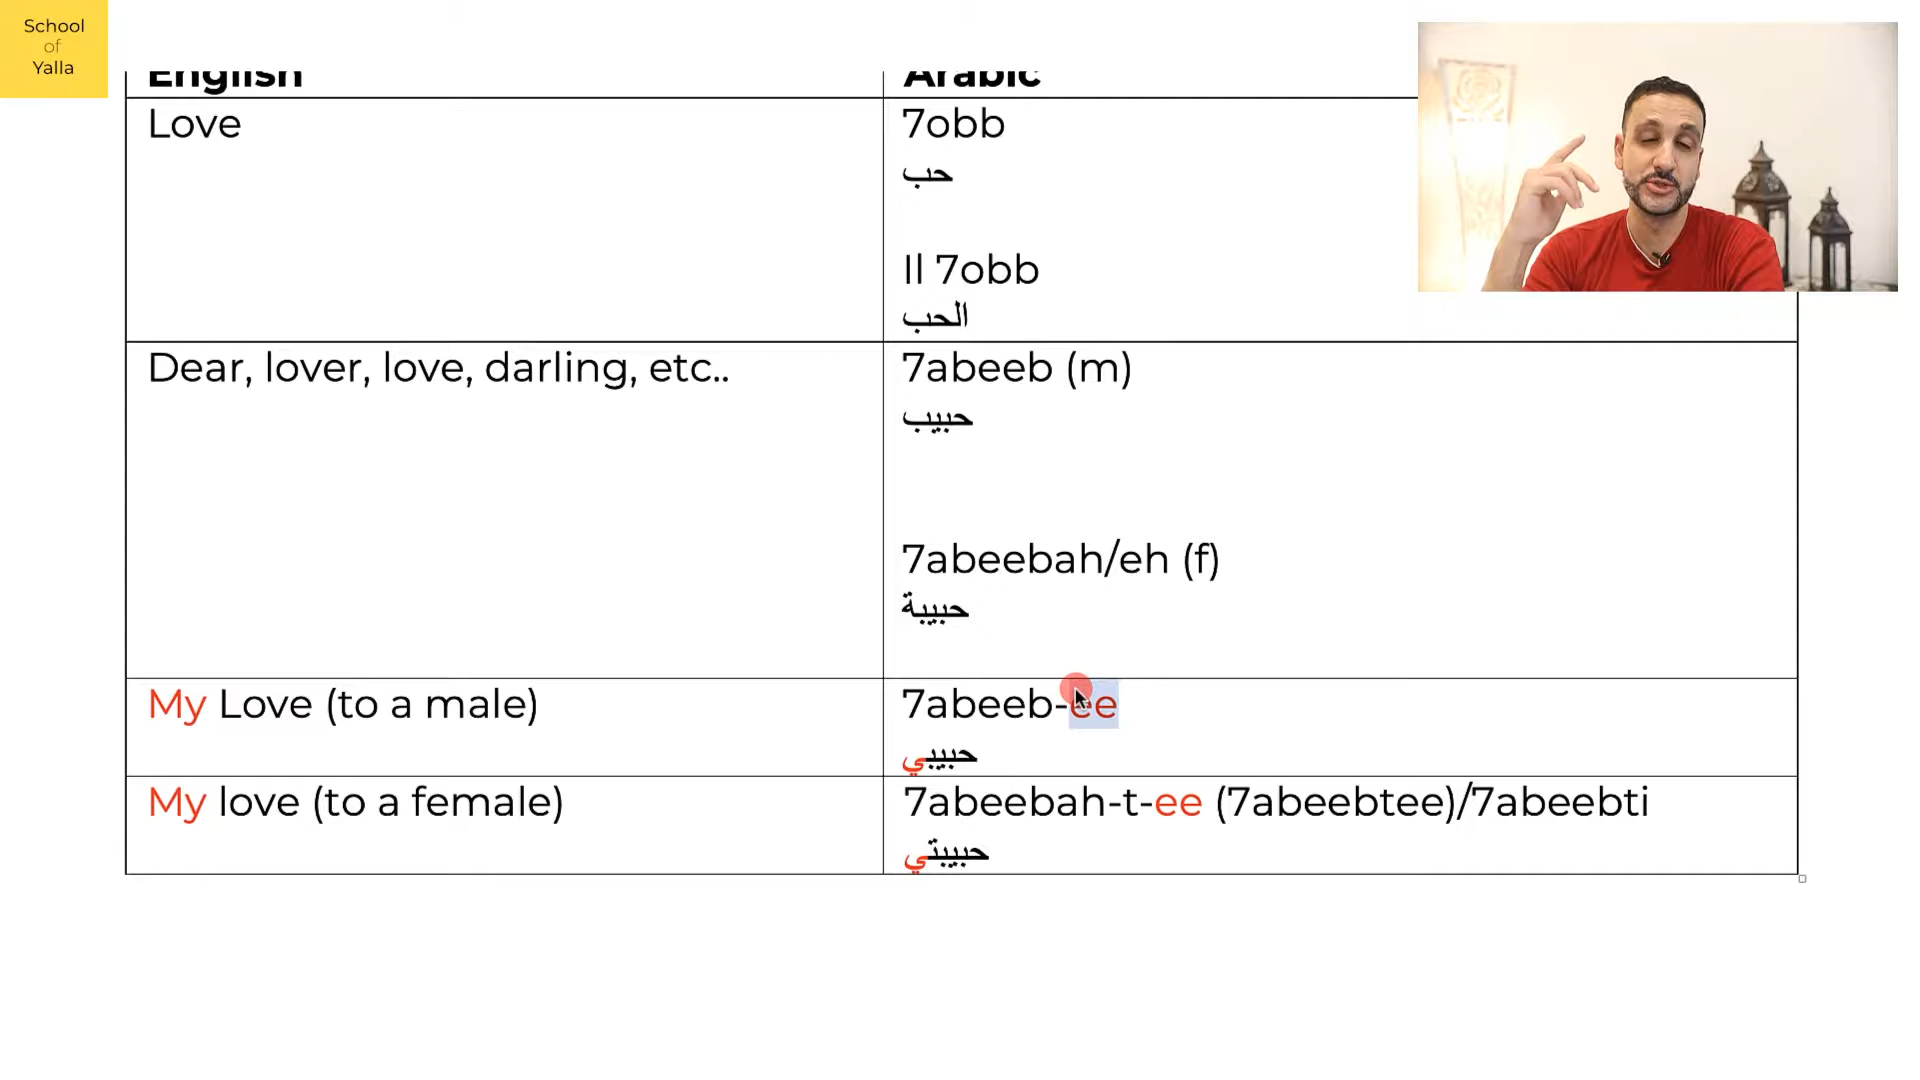 School
of
Yalla
English
Arabic
Love
7obb
حب
Il 7obb
الحب
Dear, lover, love, darling, etc..
7abeeb (m)
حبيب
7abeebah/eh (f)
حبيبة
My Love (to a male)
7abeeb-ee
حبيبي
My love (to a female)
7abeebah-t-ee (7abeebtee)/7abeebti
حبيبتي